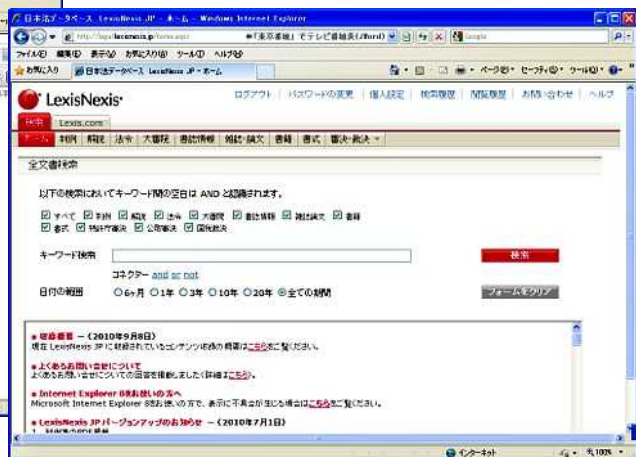 日本法データベース LexisNexis JP - ホーム - Windows Internet Explorer
ファイル(F) 編集(E) 表示(V) お気に入り(A) ツール(T) ヘルプ(H)
お気に入り 日本法データベース LexisNexis JP - ホーム
ページ(P) セーフティ(S) ツール(O)
LexisNexis
ログアウト | パスワードの変更 | 個人設定 | 検索履歴 | 閲覧履歴 | お問い合わせ | ヘルプ
検索 Lexis.com
ホーム 判例 解説 法令 大審院 書誌情報 雑誌・論文 書籍 書式 審決・裁決
全文書検索
以下の検索においてキーワード間の空白は AND と認識されます。
すべて 判例 解説 法令 大審院 書誌情報 雑誌論文 書籍
書式 特許庁審決 公取審決 国税裁決
キーワード検索 検索
コネクター and or not
日付の範囲 6ヶ月 1年 3年 10年 20年 全ての期間 フォームをクリア
収録概要 － (2010年9月8日)
現在 LexisNexis JP に収録されているコンテンツ収録の概要はこちらをご覧ください。
よくあるお問い合せについて
よくあるお問い合せについての回答を掲載しました(詳細はこちら)。
Internet Explorer 8をお使いの方へ
Microsoft Internet Explorer 8をお使いの方で、表示に不具合が生じる場合はこちらをご覧ください。
LexisNexis JP バージョンアップのお知らせ － (2010年7月1日)
インターネット 100%